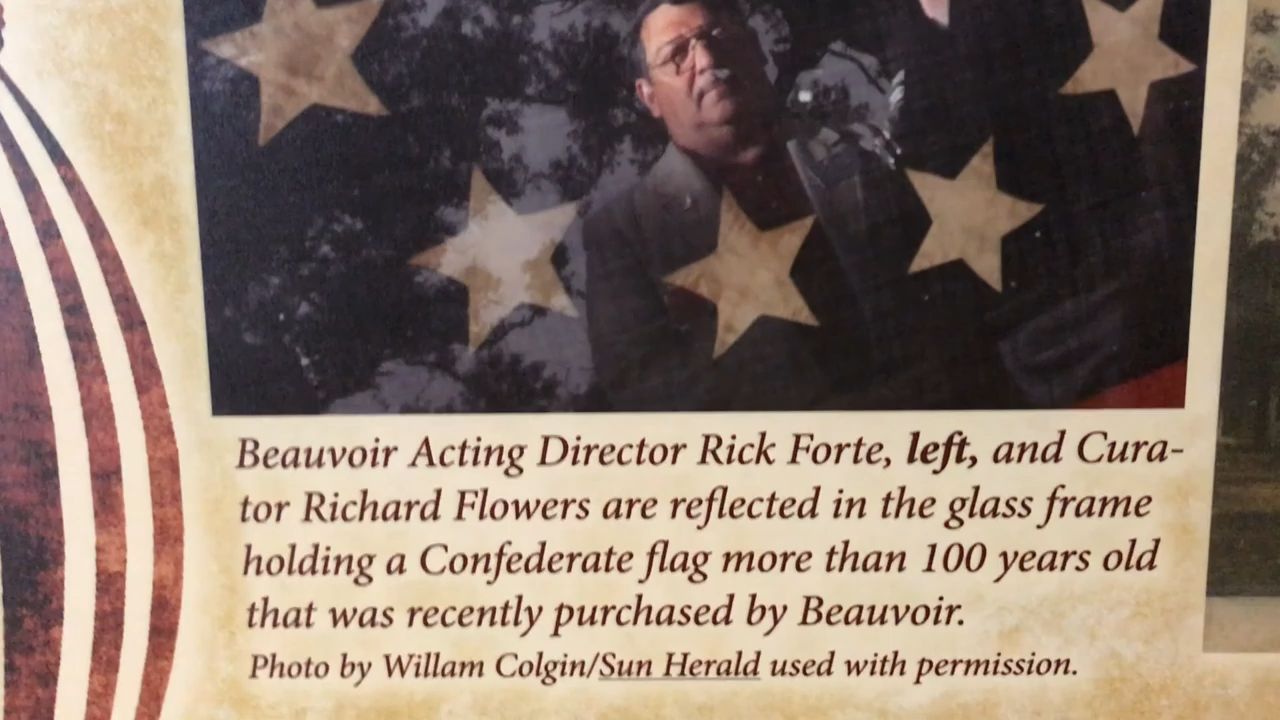 Beauvoir Acting Director Rick Forte, left, and Cura-
tor Richard Flowers are reflected in the glass frame
holding a Confederate flag more than 100 years old
that was recently purchased by Beauvoir.
Photo by Willam Colgin/Sun Herald used with permission.